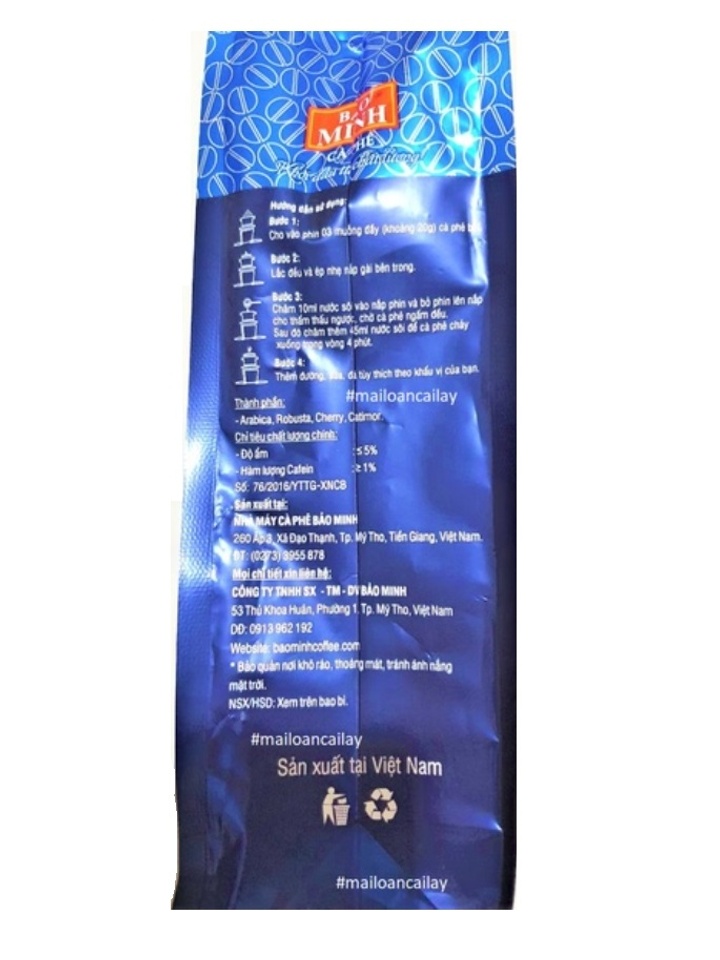 BẢO
MINH
CÀ PHÊ
Hướng dẫn sử dụng:
Bước 1:
Cho vào phin 03 muỗng đầy (khoảng 20g) cà phê
Bước 2:
Lắc đều và ép nhẹ nắp gài bên trong.
Bước 3:
Châm 10ml nước sôi vào nắp phin và bỏ phin lên nắp
cho thấm thấu ngược, chờ cà phê ngấm đều.
Sau đó châm thêm 45ml nước sôi để cà phê chảy
xuống trong vòng 4 phút.
Bước 4:
Thêm đường, sữa, đá tùy thích theo khẩu vị của bạn.
#mailoancailay
Thành phần:
- Arabica, Robusta, Cherry, Catimor.
Chỉ tiêu chất lượng chính:
- Độ ẩm :≤ 5%
- Hàm lượng Cafein :≥ 1%
Số: 76/2016/YTTG-XNCB
Sản xuất tại:
NHÀ MÁY CÀ PHÊ BẢO MINH
260 Ấp 3, Xã Đạo Thạnh, Tp. Mỹ Tho, Tiền Giang, Việt Nam.
ĐT: (0273) 3955 878
Mọi chi tiết xin liên hệ:
CÔNG TY TNHH SX - TM - DV BẢO MINH
53 Thủ Khoa Huân, Phường 1, Tp. Mỹ Tho, Việt Nam
DĐ: 0913 962 192
Website: baominhcoffee.com
* Bảo quản nơi khô ráo, thoáng mát, tránh ánh nắng
mặt trời.
NSX/HSD: Xem trên bao bì.
#mailoancailay
Sản xuất tại Việt Nam
#mailoancailay